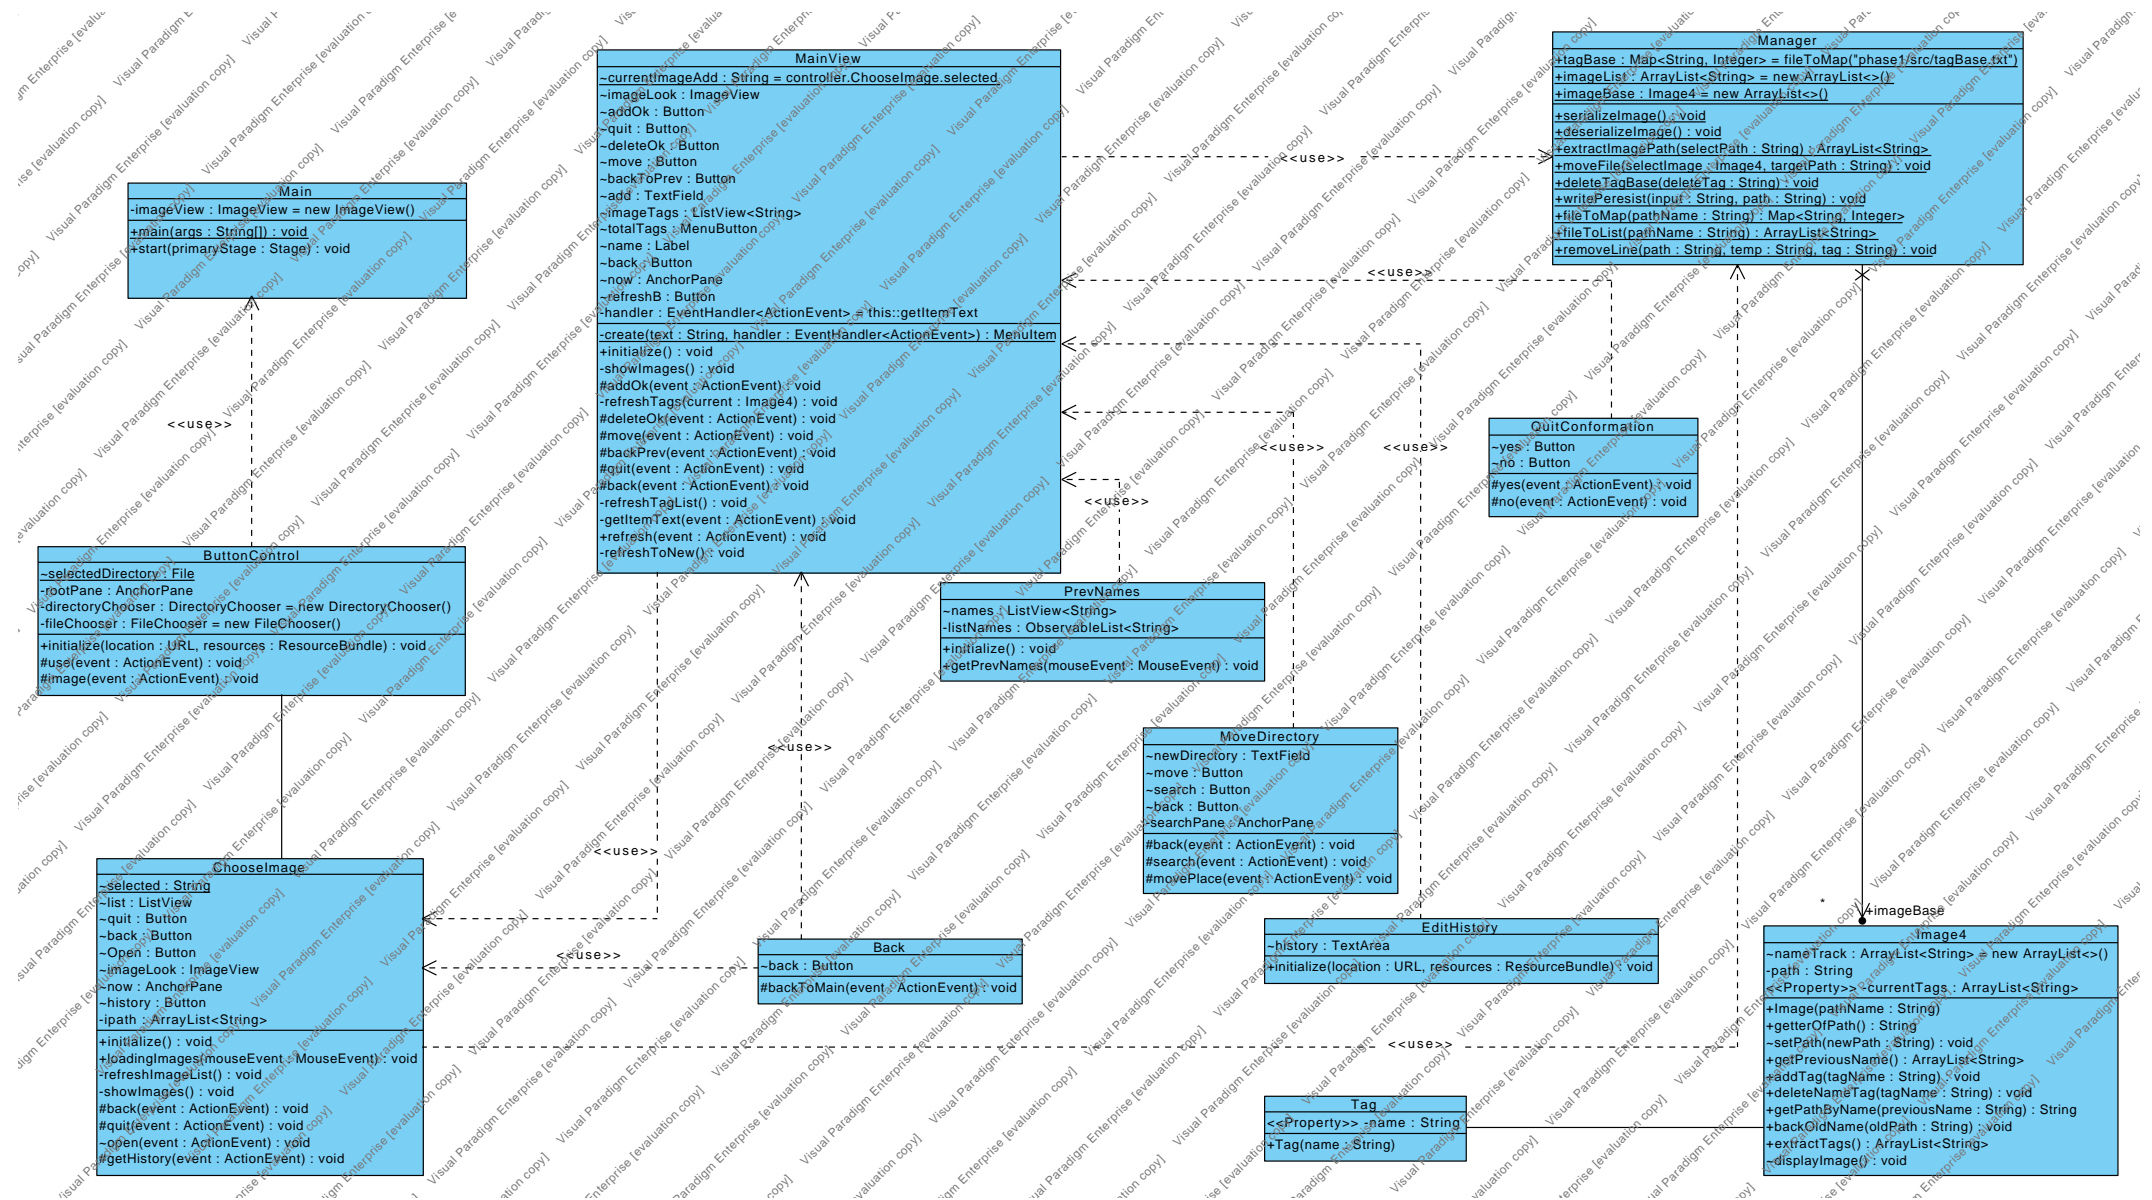 MainView
~currentImageAdd : String = controller.ChooseImage.selected
~imageLook : ImageView
~addOk : Button
~quit : Button
~deleteOk : Button
~move : Button
~backToPrev : Button
~add : TextField
-imageTags : ListView<String>
~totalTags : MenuButton
~name : Label
~back : Button
~now : AnchorPane
~refreshB : Button
-handler : EventHandler<ActionEvent> = this::getItemText
-create(text : String, handler : EventHandler<ActionEvent>) : MenuItem
+initialize() : void
-showImages() : void
#addOk(event : ActionEvent) : void
-refreshTags(current : Image4) : void
#deleteOk(event : ActionEvent) : void
#move(event : ActionEvent) : void
#backPrev(event : ActionEvent) : void
#quit(event : ActionEvent) : void
#back(event : ActionEvent) : void
-refreshTagList() : void
-getItemText(event : ActionEvent) : void
+refresh(event : ActionEvent) : void
-refreshToNew() : void
Manager
+tagBase : Map<String, Integer> = fileToMap("phase1/src/tagBase.txt")
+imageList : ArrayList<String> = new ArrayList<>()
+imageBase : Image4 = new ArrayList<>()
+serializeImage() : void
+deserializeImage() : void
+extractImagePath(selectPath : String) : ArrayList<String>
+moveFile(selectImage : Image4, targetPath : String) : void
+deleteTagBase(deleteTag : String) : void
+writePeresist(input : String, path : String) : void
+fileToMap(pathName : String) : Map<String, Integer>
+fileToList(pathName : String) : ArrayList<String>
+removeLine(path : String, temp : String, tag : String) : void
Main
-imageView : ImageView = new ImageView()
+main(args : String[]) : void
+start(primaryStage : Stage) : void
<<use>>
<<use>>
<<use>>
<<use>>
<<use>>
<<use>>
QuitConformation
~yes : Button
~no : Button
#yes(event : ActionEvent) : void
#no(event : ActionEvent) : void
ButtonControl
~selectedDirectory : File
-rootPane : AnchorPane
-directoryChooser : DirectoryChooser = new DirectoryChooser()
-fileChooser : FileChooser = new FileChooser()
+initialize(location : URL, resources : ResourceBundle) : void
#use(event : ActionEvent) : void
#image(event : ActionEvent) : void
PrevNames
~names : ListView<String>
-listNames : ObservableList<String>
+initialize() : void
+getPrevNames(mouseEvent : MouseEvent) : void
MoveDirectory
~newDirectory : TextField
~move : Button
~search : Button
~back : Button
-searchPane : AnchorPane
#back(event : ActionEvent) : void
#search(event : ActionEvent) : void
#movePlace(event : ActionEvent) : void
<<use>>
<<use>>
ChooseImage
~selected : String
~list : ListView
~quit : Button
~back : Button
~Open : Button
~imageLook : ImageView
~now : AnchorPane
~history : Button
-ipath : ArrayList<String>
+initialize() : void
+loadingImages(mouseEvent : MouseEvent) : void
-refreshImageList() : void
-showImages() : void
#back(event : ActionEvent) : void
#quit(event : ActionEvent) : void
~open(event : ActionEvent) : void
#getHistory(event : ActionEvent) : void
<<use>>
Back
~back : Button
#backToMain(event : ActionEvent) : void
EditHistory
~history : TextArea
+initialize(location : URL, resources : ResourceBundle) : void
*
+imageBase
Image4
~nameTrack : ArrayList<String> = new ArrayList<>()
-path : String
<<Property>> -currentTags : ArrayList<String>
+Image(pathName : String)
+getterOfPath() : String
~setPath(newPath : String) : void
+getPreviousName() : ArrayList<String>
+addTag(tagName : String) : void
+deleteNameTag(tagName : String) : void
+getPathByName(previousName : String) : String
+backOldName(oldPath : String) : void
+extractTags() : ArrayList<String>
~displayImage() : void
<<use>>
Tag
<<Property>> -name : String
+Tag(name : String)
Visual Paradigm Enterprise [evaluation copy]